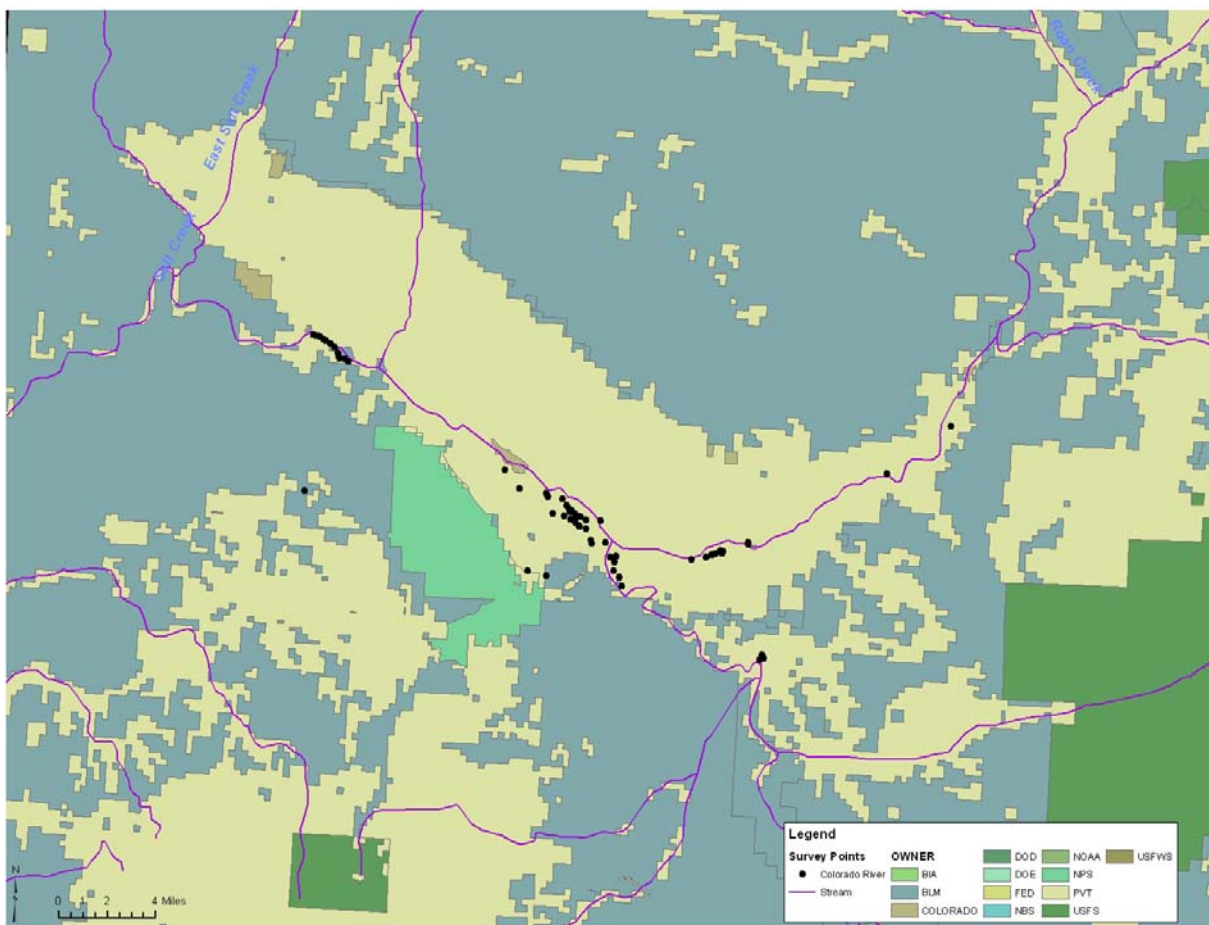 Roan Creek
East Salt Creek
Salt Creek
N
0 2 4 Miles
Legend
Survey Points
Colorado River
Stream
OWNER
BIA
BLM
COLORADO
DOD
DOE
FED
NBS
NOAA
NPS
PVT
USFS
USFWS